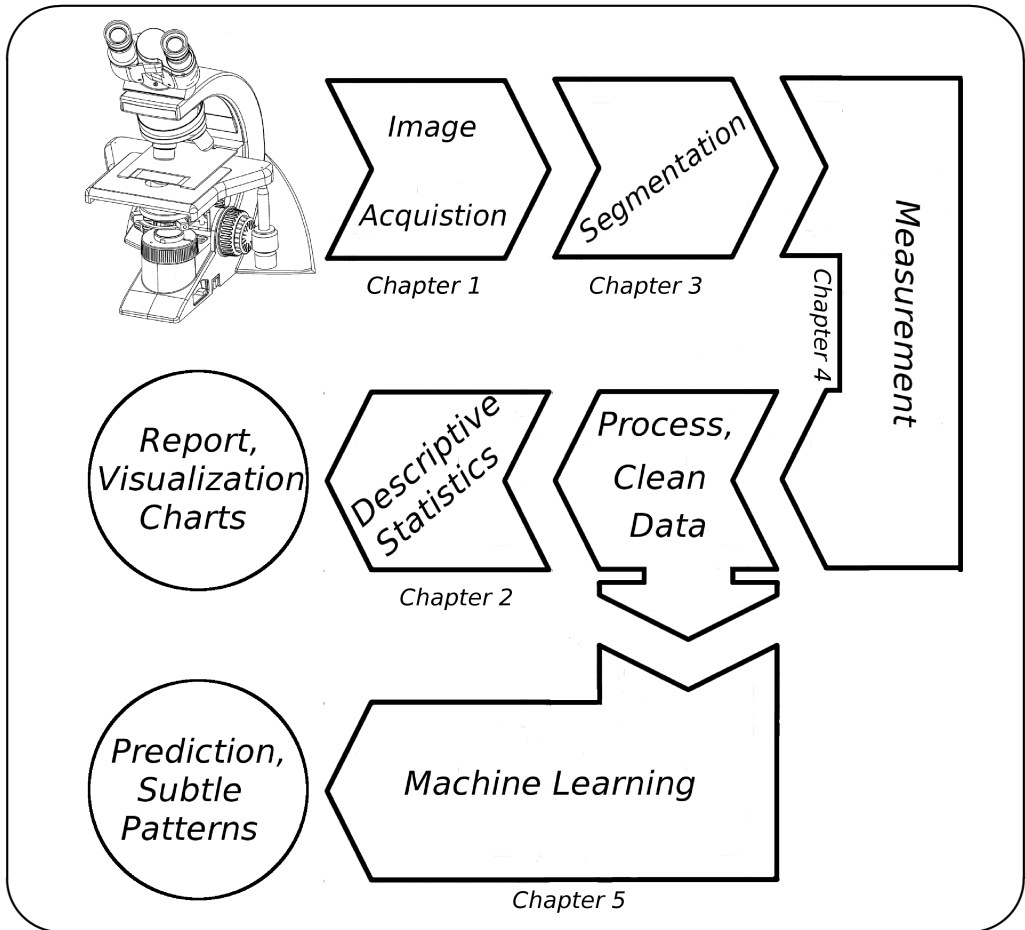 Image
Acquistion
Chapter 1
Segmentation
Chapter 3
Measurement
Chapter 4
Process,
Clean
Data
Descriptive
Statistics
Chapter 2
Report,
Visualization
Charts
Machine Learning
Chapter 5
Prediction,
Subtle
Patterns